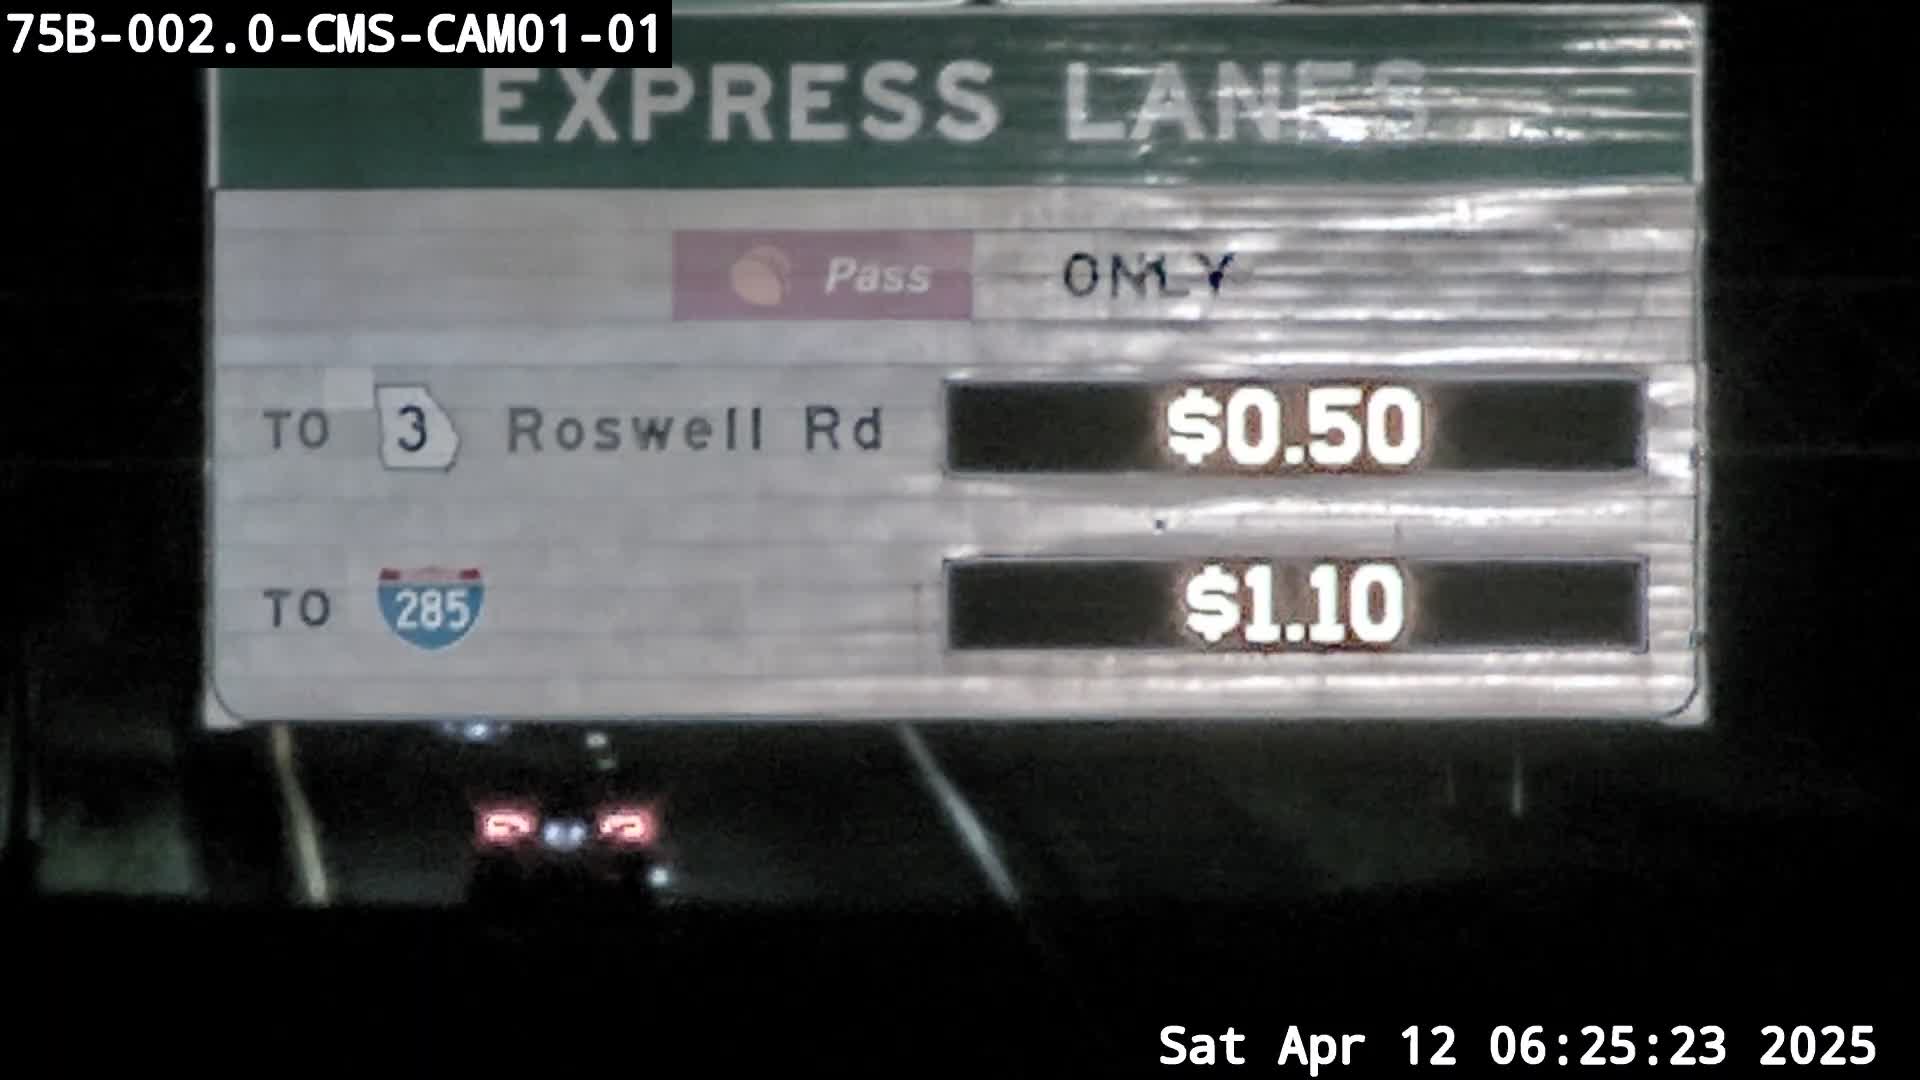 75B-002.0-CMS-CAM01-01
EXPRESS LANES
Pass ONLY
TO 3 Roswell Rd $0.50
TO 285 $1.10
Sat Apr 12 06:25:23 2025